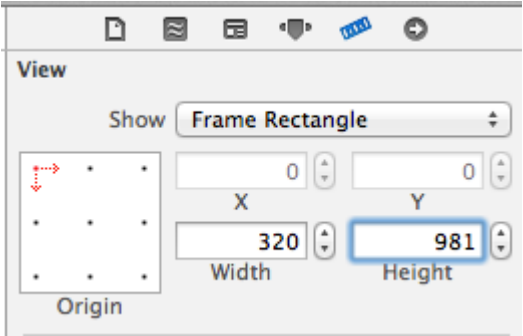 View
Show Frame Rectangle
0 0
X Y
320 981
Width Height
Origin